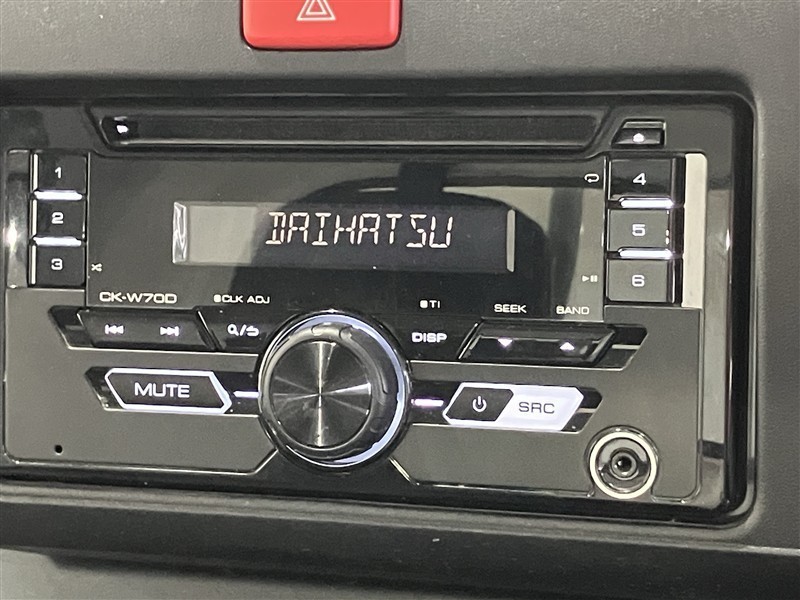 1
4
DAIHATSU
2
5
3
6
CK-W70D
CLK ADJ
TI
SEEK
BAND
DISP
MUTE
SRC